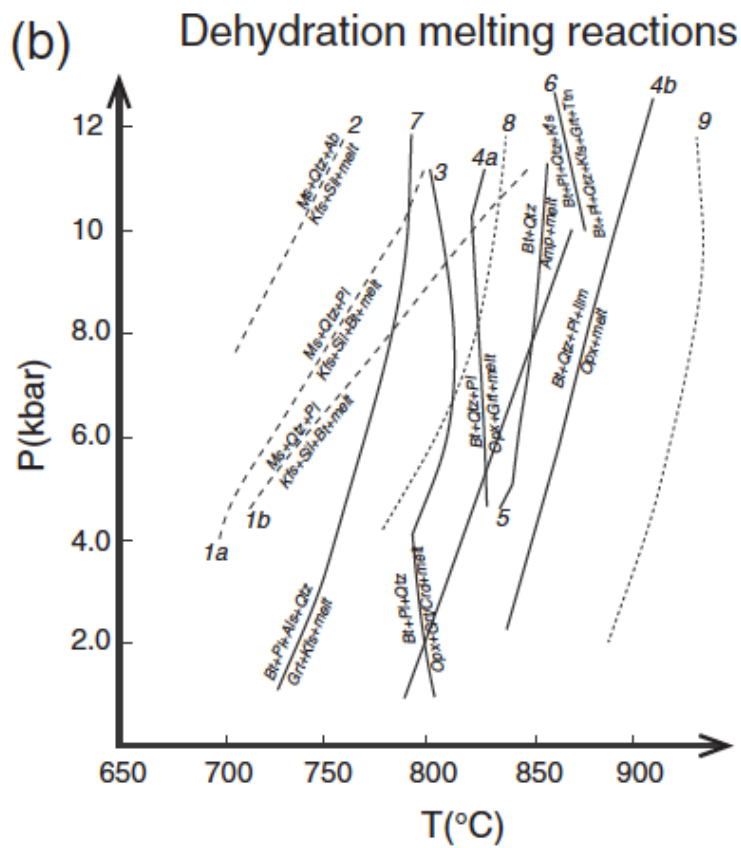 (b) Dehydration melting reactions
P(kbar)
12
10
8.0
6.0
4.0
2.0
650 700 750 800 850 900
T(°C)
2
7
3
4a
8
6
4b
9
1a
1b
5
Ms+Qtz+Ab
Kfs+Sil+melt
Ms+Qtz+Pl
Kfs+Sil+Bt+melt
Ms+Qtz+Pl
Kfs+Sil+Bt+melt
Bt+Pl+Als+Qtz
Grt+Kfs+melt
Bt+Pl+Qtz
Opx+Grt/Crd+melt
Bt+Qtz+Pl
Opx+Grt+melt
Bt+Qtz
Amp+melt
Bt+Pl+Qtz+Kfs
Bt+Pl+Qtz+Kfs+Grt+Ttn
Bt+Qtz+Pl+Ilm
Opx+melt